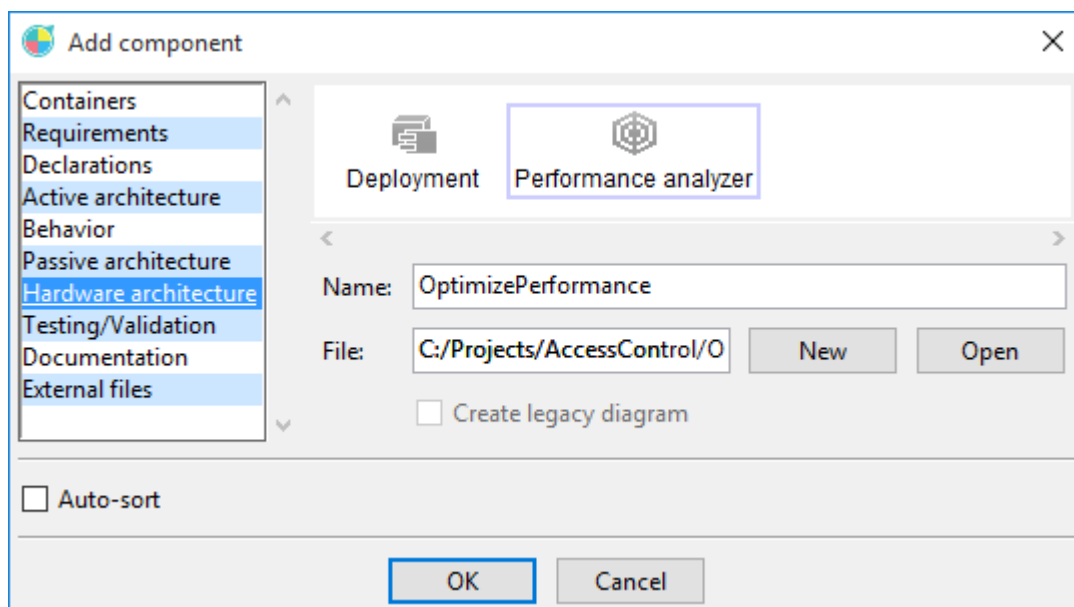 Add component
Containers
Requirements
Declarations
Active architecture
Behavior
Passive architecture
Hardware architecture
Testing/Validation
Documentation
External files
Deployment
Performance analyzer
Name: OptimizePerformance
File: C:/Projects/AccessControl/O New Open
Create legacy diagram
Auto-sort
OK Cancel